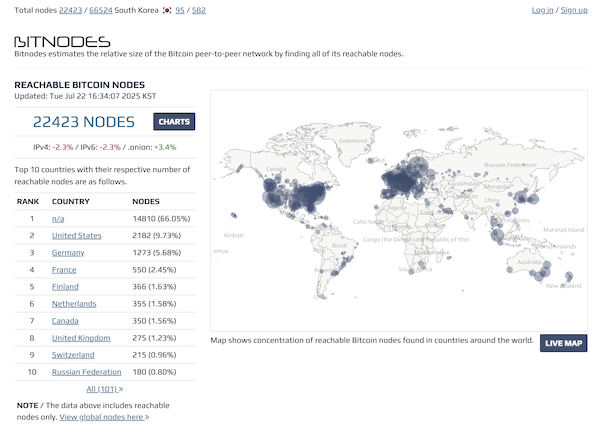 Total nodes 22423 / 66524 South Korea 95 / 582
Log in / Sign up
BITNODES
Bitnodes estimates the relative size of the Bitcoin peer-to-peer network by finding all of its reachable nodes.
REACHABLE BITCOIN NODES
Updated: Tue Jul 22 16:34:07 2025 KST
22423 NODES
CHARTS
IPv4: -2.3% / IPv6: -2.3% / .onion: +3.4%
Top 10 countries with their respective number of
reachable nodes are as follows.
RANK COUNTRY NODES
1 n/a 14810 (66.05%)
2 United States 2182 (9.73%)
3 Germany 1273 (5.68%)
4 France 550 (2.45%)
5 Finland 366 (1.63%)
6 Netherlands 355 (1.58%)
7 Canada 350 (1.56%)
8 United Kingdom 275 (1.23%)
9 Switzerland 215 (0.96%)
10 Russian Federation 180 (0.80%)
All (101) »
NOTE / The data above includes reachable
nodes only. View global nodes here »
Greenland
Russian Federation
Canada
Kazakhstan
Mongolia
China
Algeria
Cabo Verde
Kiribati
Marshall Islands
Congo (the Democratic Republic of the)
Islands
amoa
Brazil
Australia
New Zealand
Map shows concentration of reachable Bitcoin nodes found in countries around the world.
LIVE MAP